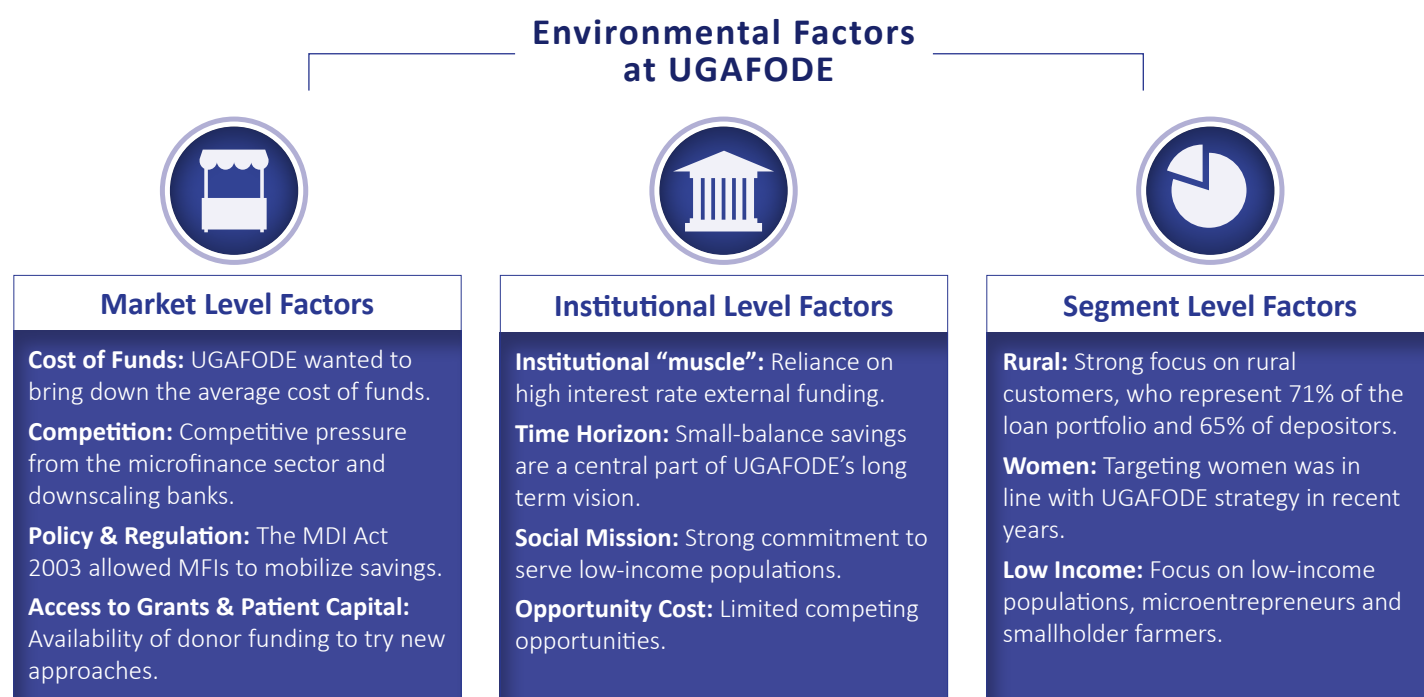 Environmental Factors
at UGAFODE
Market Level Factors
Cost of Funds: UGAFODE wanted to
bring down the average cost of funds.
Competition: Competitive pressure
from the microfinance sector and
downscaling banks.
Policy & Regulation: The MDI Act
2003 allowed MFIs to mobilize savings.
Access to Grants & Patient Capital:
Availability of donor funding to try new
approaches.
Institutional Level Factors
Institutional “muscle”: Reliance on
high interest rate external funding.
Time Horizon: Small-balance savings
are a central part of UGAFODE’s long
term vision.
Social Mission: Strong commitment to
serve low-income populations.
Opportunity Cost: Limited competing
opportunities.
Segment Level Factors
Rural: Strong focus on rural
customers, who represent 71% of the
loan portfolio and 65% of depositors.
Women: Targeting women was in
line with UGAFODE strategy in recent
years.
Low Income: Focus on low-income
populations, microentrepreneurs and
smallholder farmers.